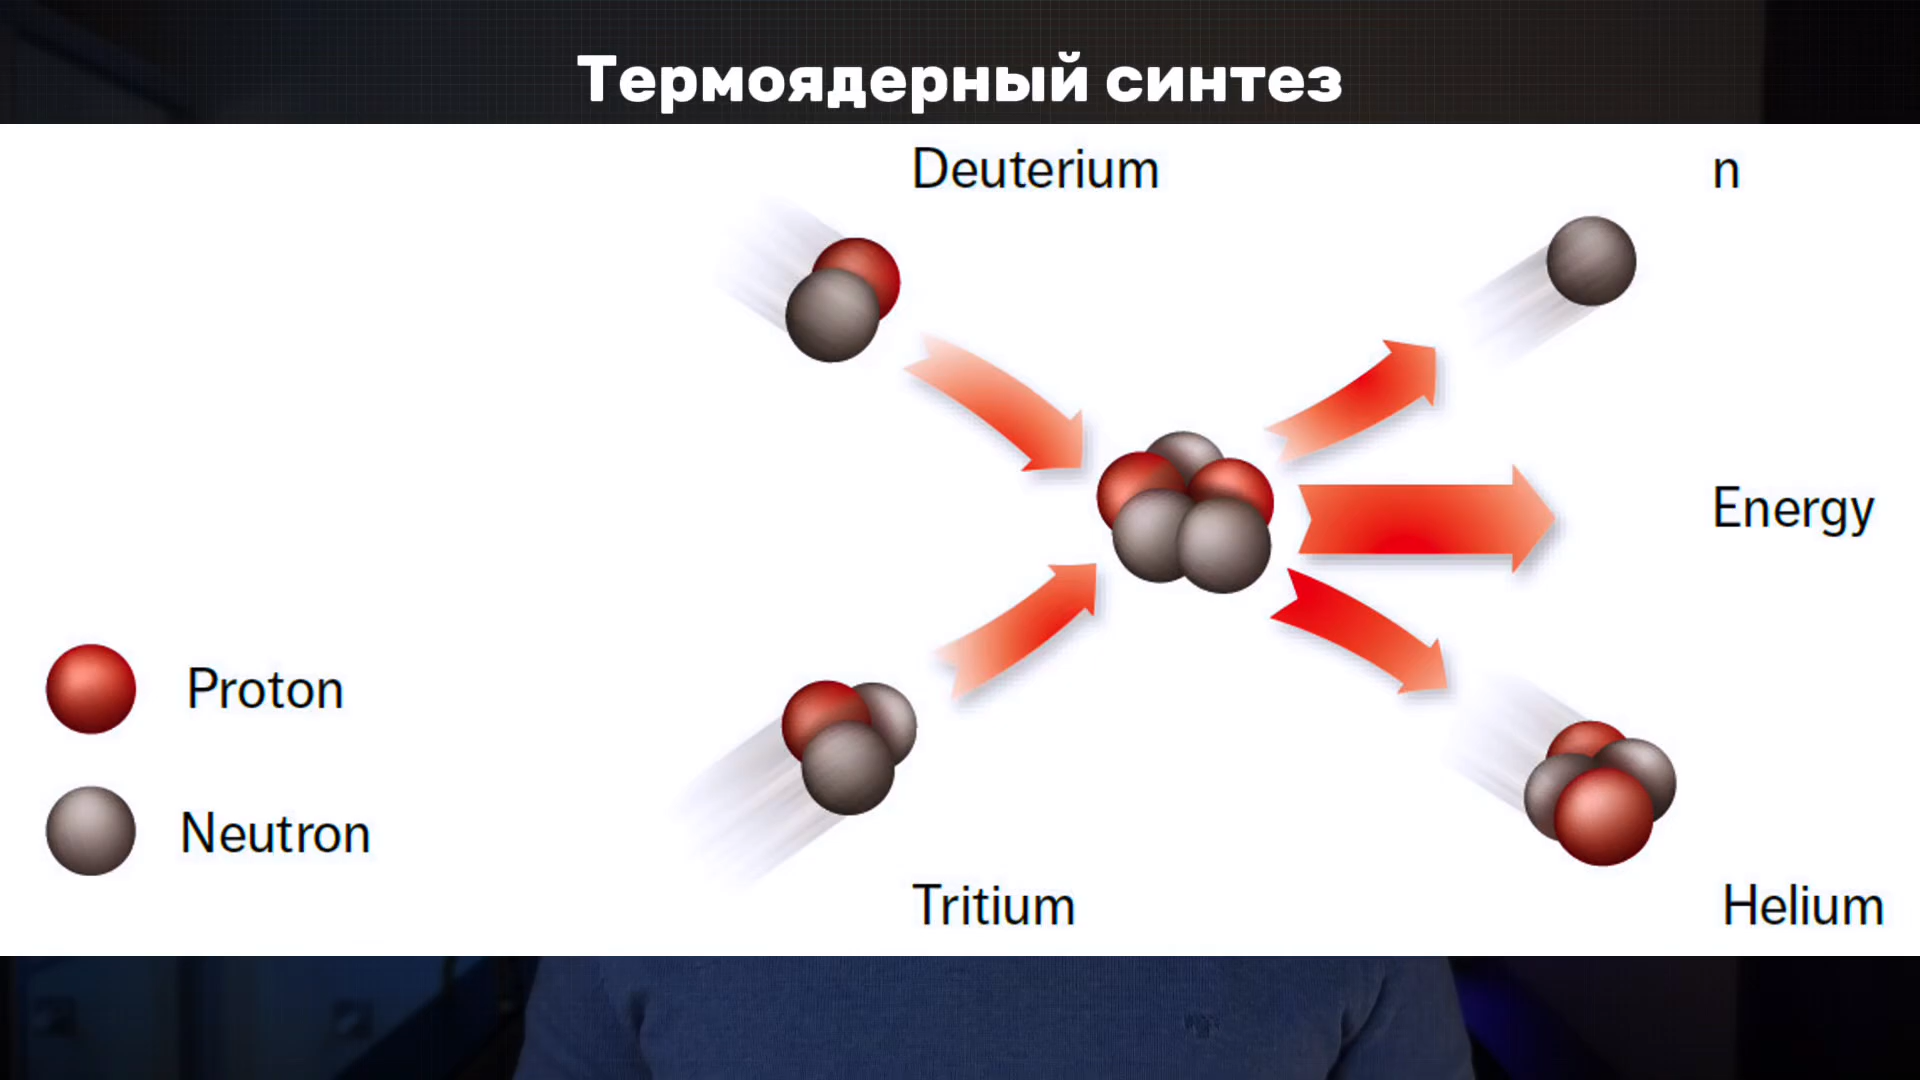 Термоядерный синтез
Deuterium
n
Energy
Proton
Neutron
Tritium
Helium